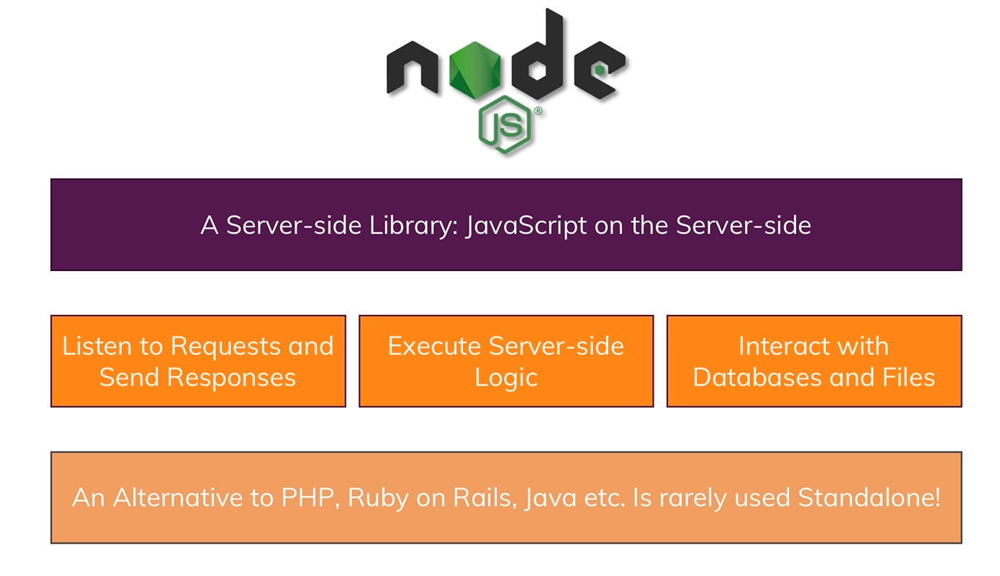 node
JS®
A Server-side Library: JavaScript on the Server-side
Listen to Requests and
Send Responses
Execute Server-side
Logic
Interact with
Databases and Files
An Alternative to PHP, Ruby on Rails, Java etc. Is rarely used Standalone!